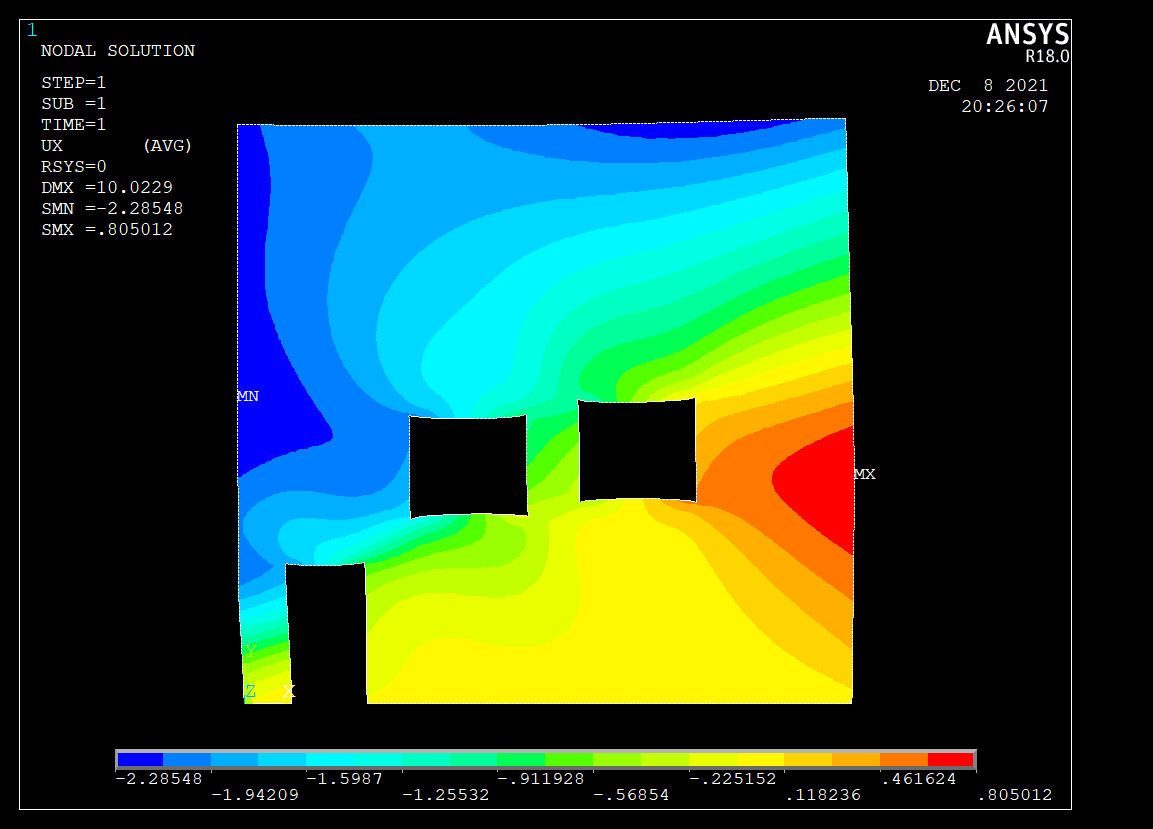 1
ANSYS
R18.0
NODAL SOLUTION
STEP=1
SUB =1
TIME=1
UX (AVG)
RSYS=0
DMX =10.0229
SMN =-2.28548
SMX =.805012
DEC 8 2021
20:26:07
MN
MX
Y
Z X
-2.28548 -1.5987 -.911928 -.225152 .461624
-1.94209 -1.25532 -.56854 .118236 .805012